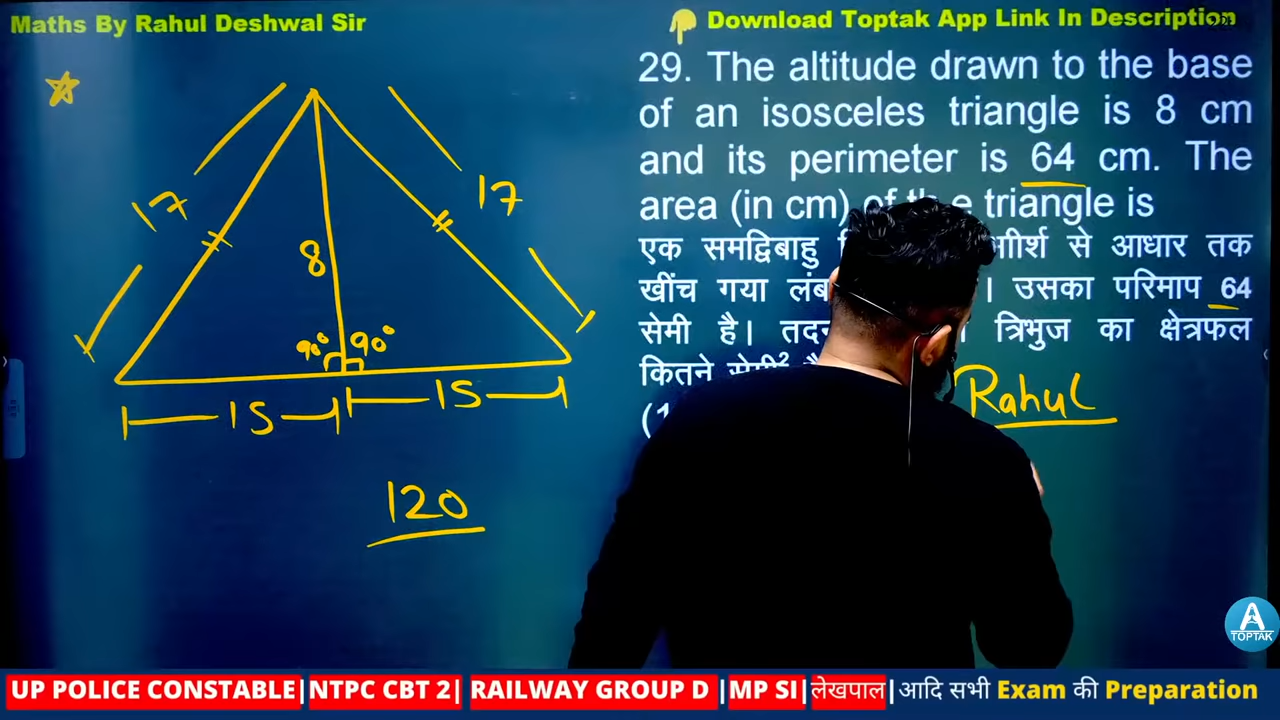 Maths By Rahul Deshwal Sir
Download Toptak App Link In Description
29. The altitude drawn to the base
of an isosceles triangle is 8 cm
and its perimeter is 64 cm. The
area (in cm) of triangle is
एक समद्विबाहु से आधार तक
खींच गया । उसका परिमाप 64
सेमी है। त्रिभुज का क्षेत्रफल
कितने
17
17
8
90°
90°
15
15
120
Rahul
TOPTAK
UP POLICE CONSTABLE| NTPC CBT 2| RAILWAY GROUP D |MP SI|लेखपाल|आदि सभी Exam की Preparation